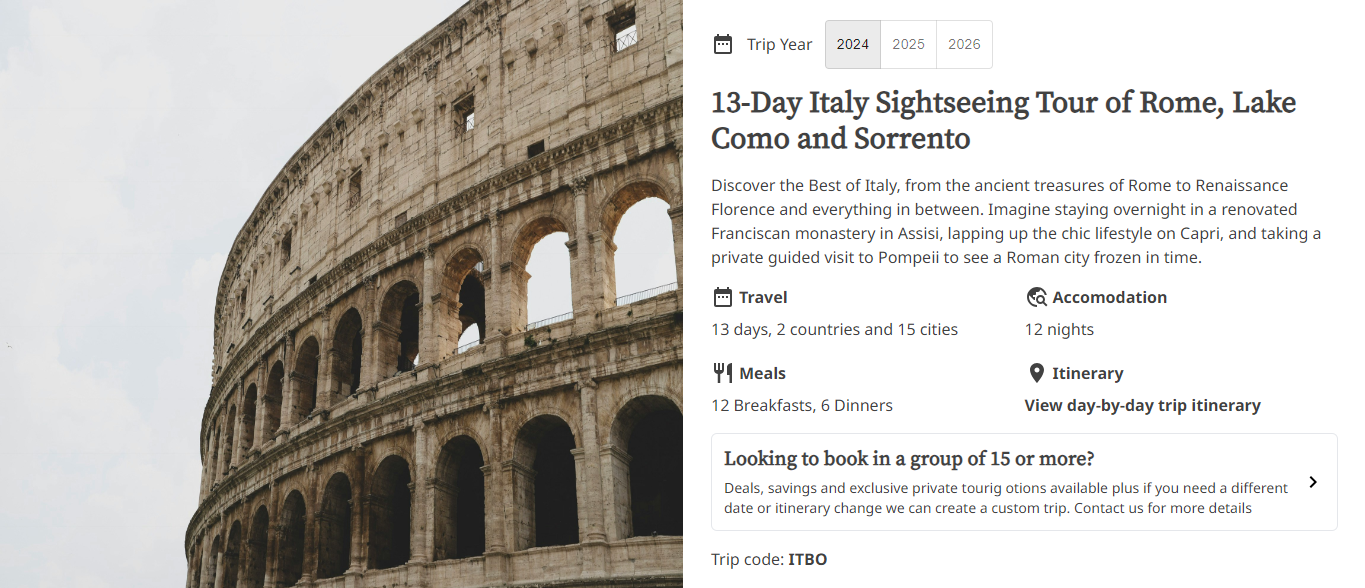 Trip Year 2024 2025 2026
13-Day Italy Sightseeing Tour of Rome, Lake
Como and Sorrento
Discover the Best of Italy, from the ancient treasures of Rome to Renaissance
Florence and everything in between. Imagine staying overnight in a renovated
Franciscan monastery in Assisi, lapping up the chic lifestyle on Capri, and taking a
private guided visit to Pompeii to see a Roman city frozen in time.
Travel
13 days, 2 countries and 15 cities
Accomodation
12 nights
Meals
12 Breakfasts, 6 Dinners
Itinerary
View day-by-day trip itinerary
Looking to book in a group of 15 or more?
Deals, savings and exclusive private tourig otions available plus if you need a different
date or itinerary change we can create a custom trip. Contact us for more details
Trip code: ITBO